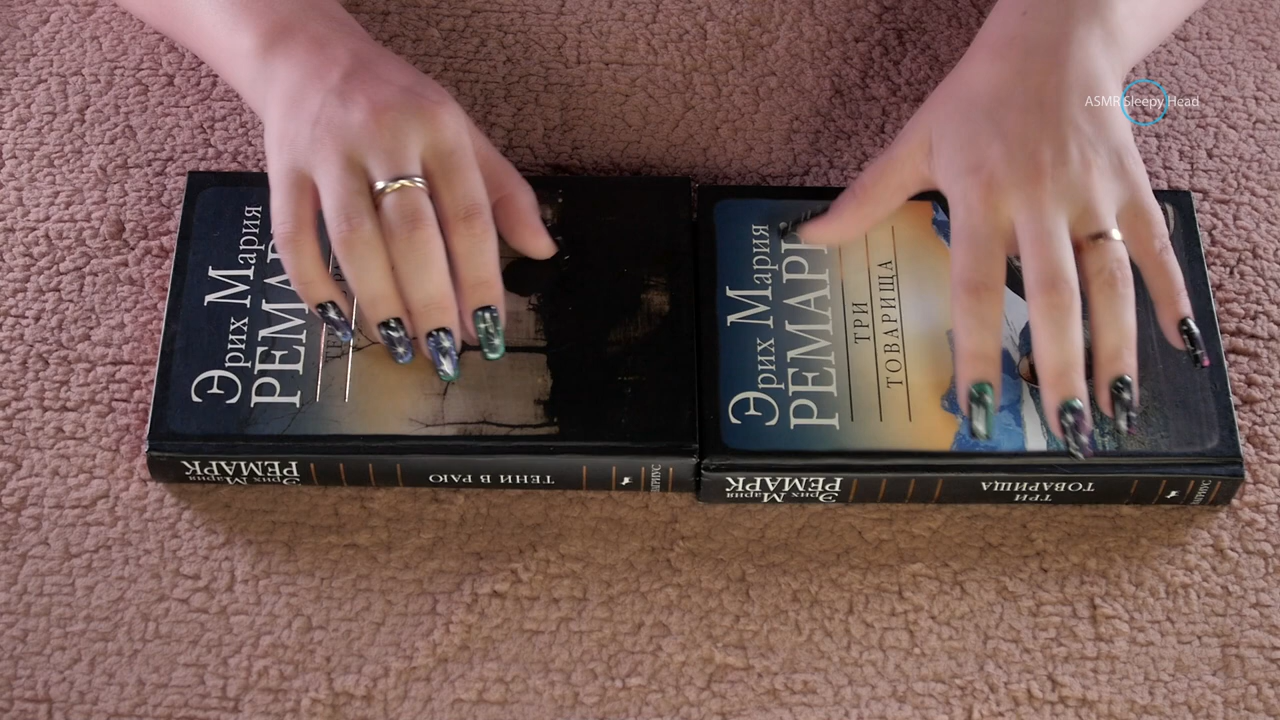 ASMR Sleepy Head
Эрих Мария
РЕМАРК
Эрих Мария
РЕМАРК
ТЕНИ В РАЮ
Эрих Мария
РЕМАРК
ТРИ
ТОВАРИЩА
Эрих Мария
РЕМАРК
ТРИ
ТОВАРИЩА